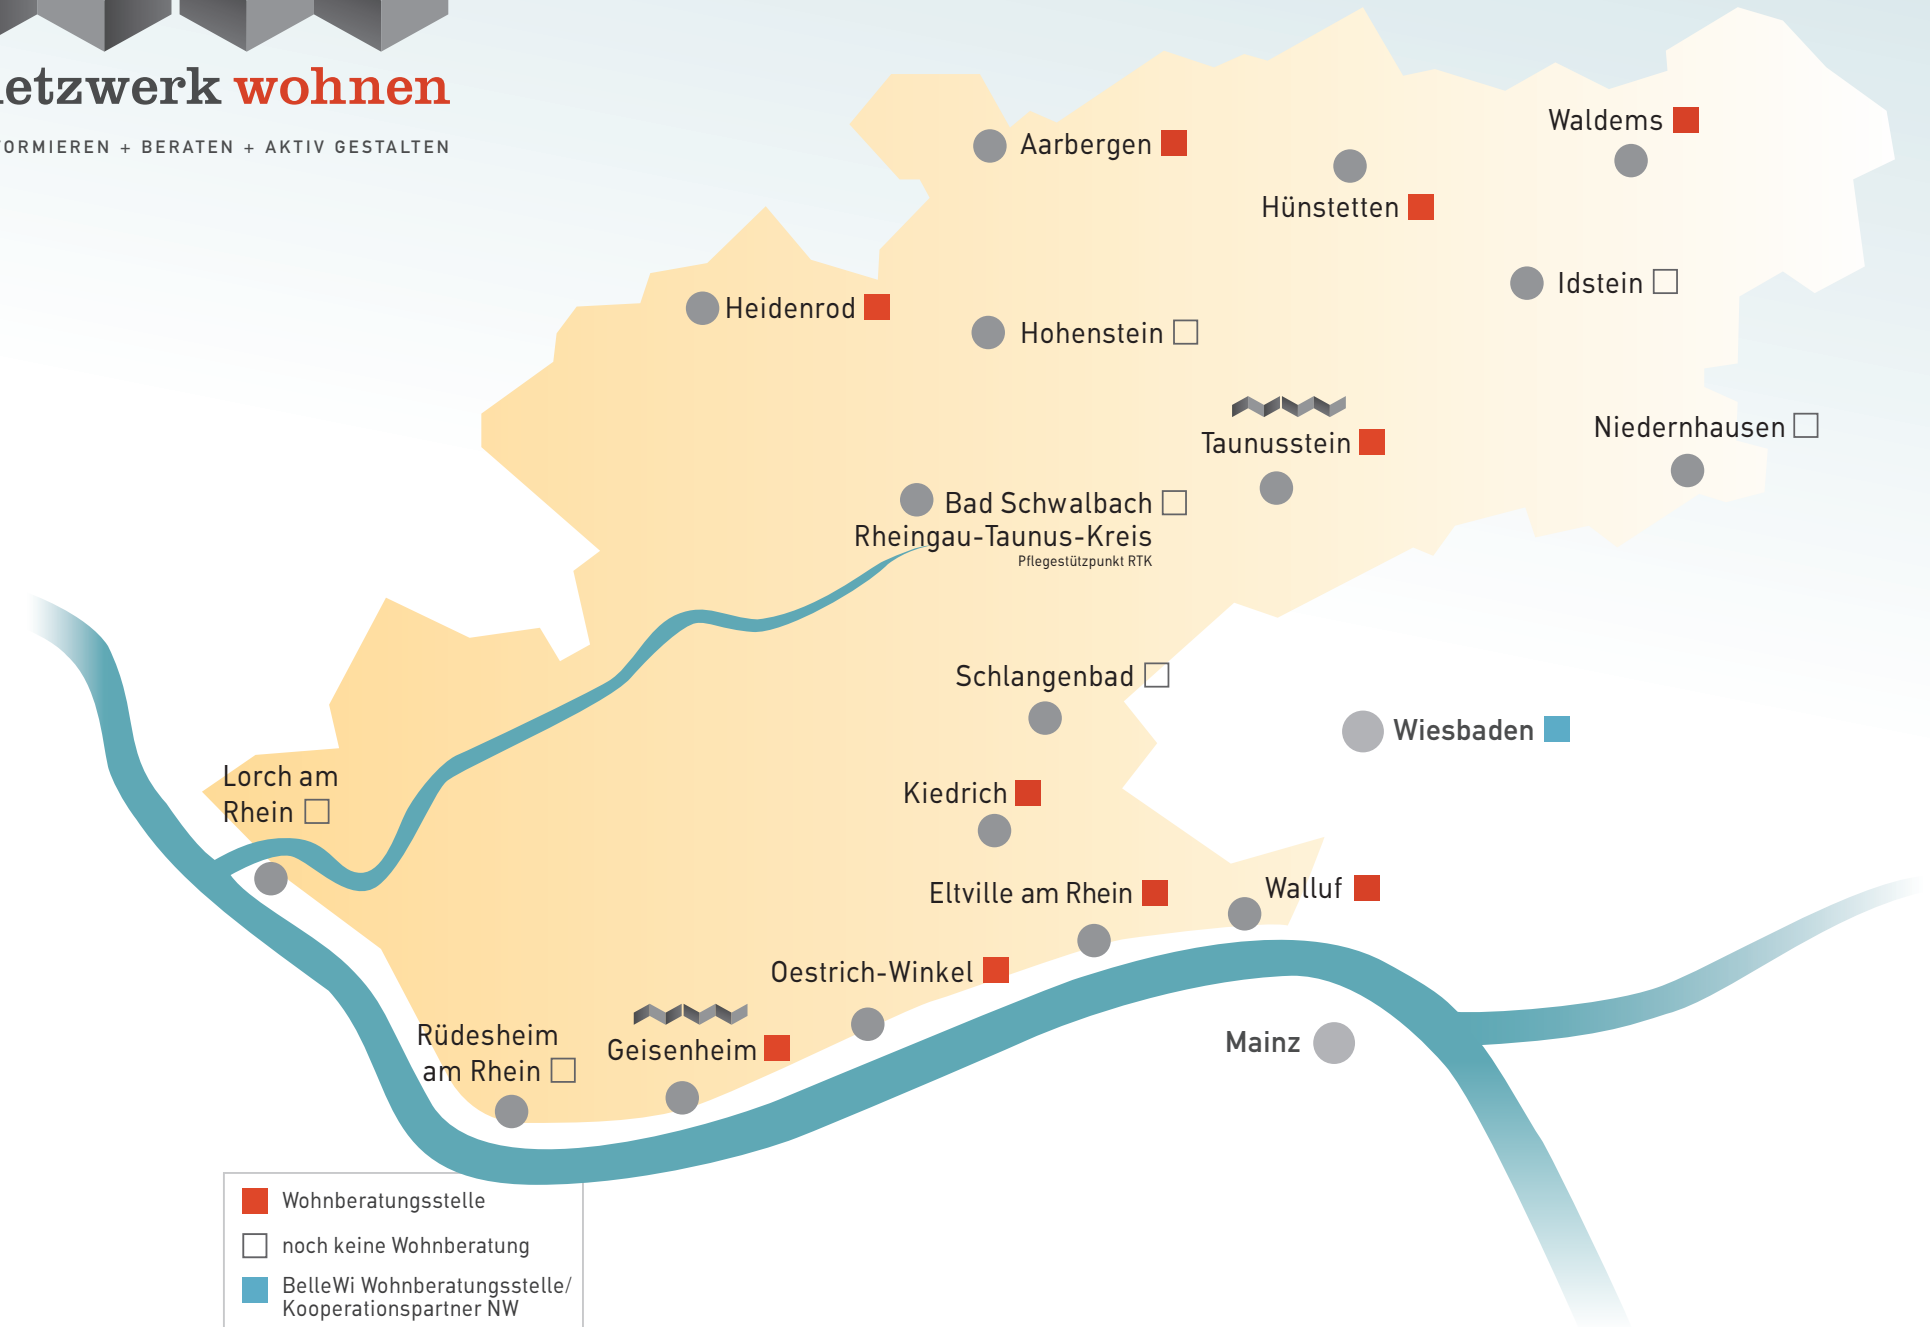 etzwerk wohnen
ORMIEREN + BERATEN + AKTIV GESTALTEN
Waldems
Aarbergen
Hünstetten
Idstein
Heidenrod
Hohenstein
Taunusstein
Niedernhausen
Bad Schwalbach
Rheingau-Taunus-Kreis
Pflegestützpunkt RTK
Schlangenbad
Wiesbaden
Lorch am
Rhein
Kiedrich
Eltville am Rhein
Walluf
Oestrich-Winkel
Rüdesheim
am Rhein
Geisenheim
Mainz
Wohnberatungsstelle
noch keine Wohnberatung
BelleWi Wohnberatungsstelle/
Kooperationspartner NW